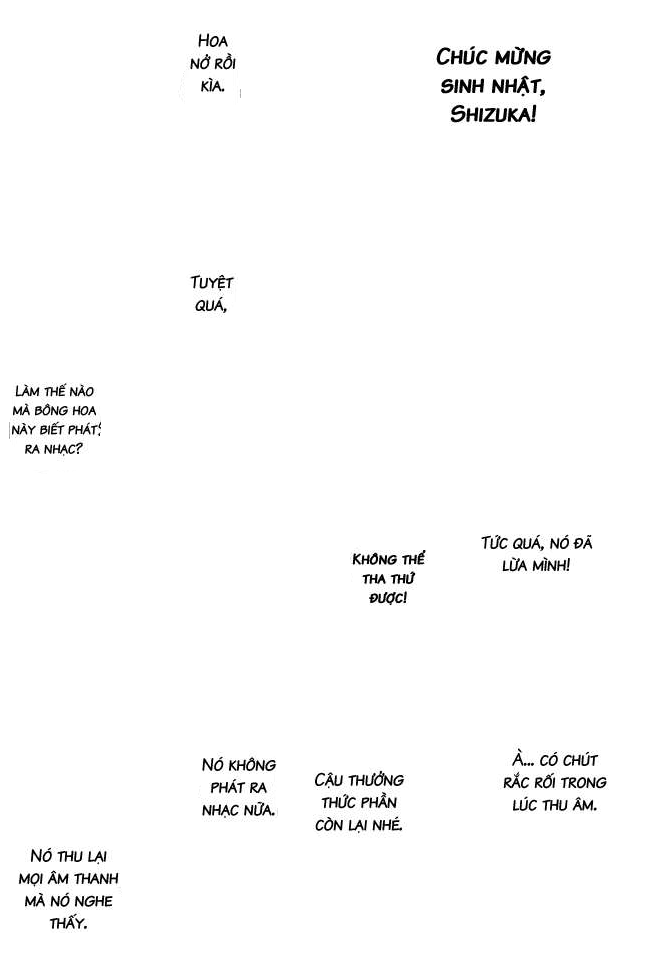 Chúc mừng
sinh nhật,
Shizuka!
Hoa
nở rồi
kìa.
Tuyệt
quá,
Làm thế nào
mà bông hoa
này biết phát
ra nhạc?
Tức quá, nó đã
lừa mình!
Không thể
tha thứ
được!
À... có chút
rắc rối trong
lúc thu âm.
Cậu thưởng
thức phần
còn lại nhé.
Nó không
phát ra
nhạc nữa.
Nó thu lại
mọi âm thanh
mà nó nghe
thấy.